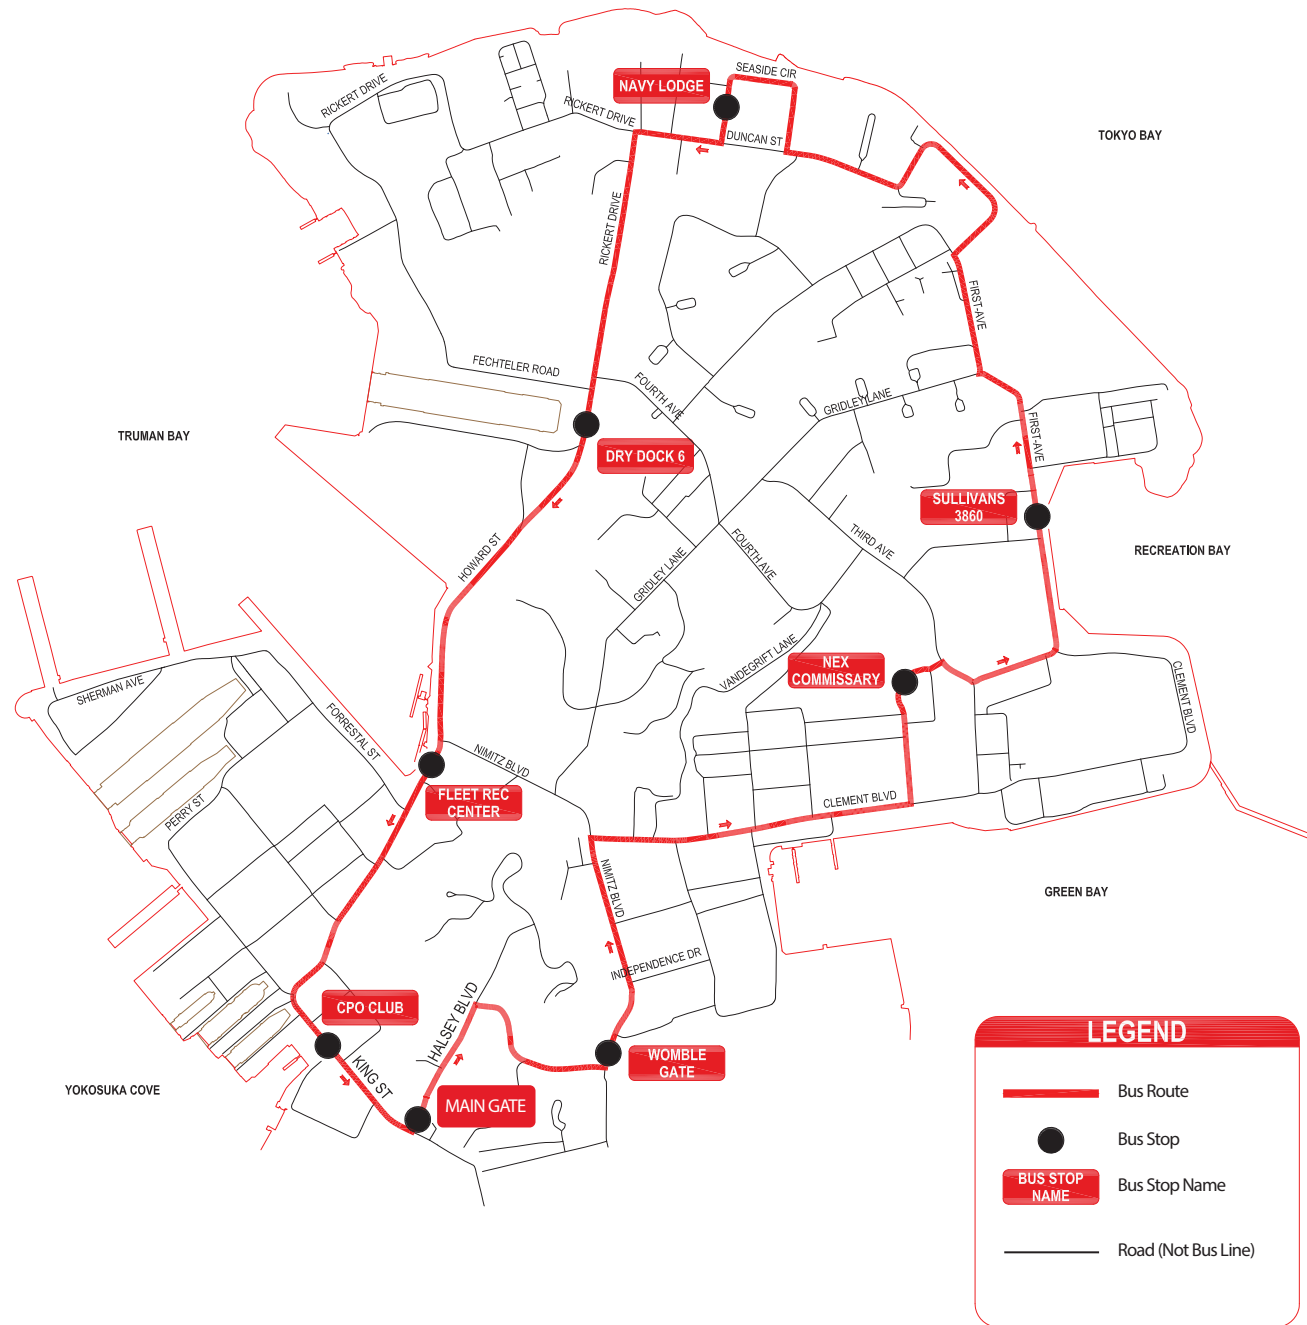 SEASIDE CIR
NAVY LODGE
RICKERT DRIVE
RICKERT DRIVE
DUNCAN ST
TOKYO BAY
RICKERT DRIVE
FIRST-AVE
FECHTELER ROAD
FOURTH AVE
GRIDLEY LANE
TRUMAN BAY
DRY DOCK 6
FIRST-AVE
SULLIVANS
3860
HOWARD ST
GRIDLEY LANE
FOURTH AVE
THIRD AVE
RECREATION BAY
VANDEGRIFT LANE
NEX
COMMISSARY
SHERMAN AVE
FORRESTAL ST
CLEMENT BLVD
NIMITZ BLVD
PERRY ST
FLEET REC
CENTER
CLEMENT BLVD
NIMITZ BLVD
GREEN BAY
INDEPENDENCE DR
CPO CLUB
HALSEY BLVD
KING ST
WOMBLE
GATE
YOKOSUKA COVE
MAIN GATE
LEGEND
Bus Route
Bus Stop
BUS STOP
NAME
Bus Stop Name
Road (Not Bus Line)